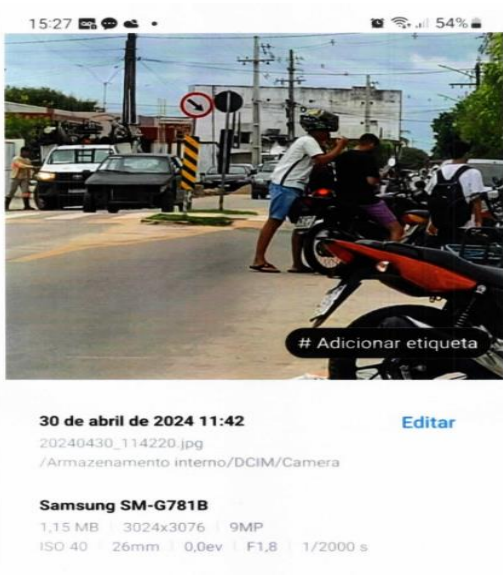 15:27
54%
# Adicionar etiqueta
30 de abril de 2024 11:42
Editar
20240430_114220.jpg
/Armazenamento interno/DCIM/Camera
Samsung SM-G781B
1,15 MB 3024x3076 9MP
ISO 40 26mm 0,0ev F1,8 1/2000 s